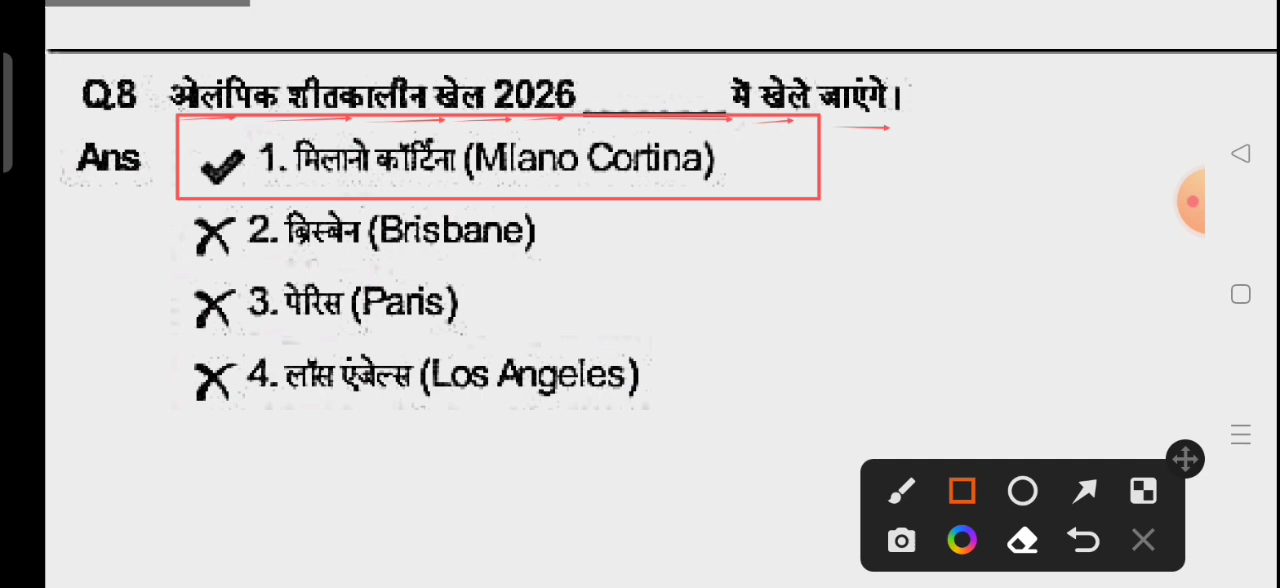 Q.8 ओलंपिक शीतकालीन खेल 2026 ________ में खेले जाएंगे।
Ans 1. मिलानो कॉर्टिना (Milano Cortina)
2. ब्रिस्बेन (Brisbane)
3. पेरिस (Paris)
4. लॉस एंजेल्स (Los Angeles)